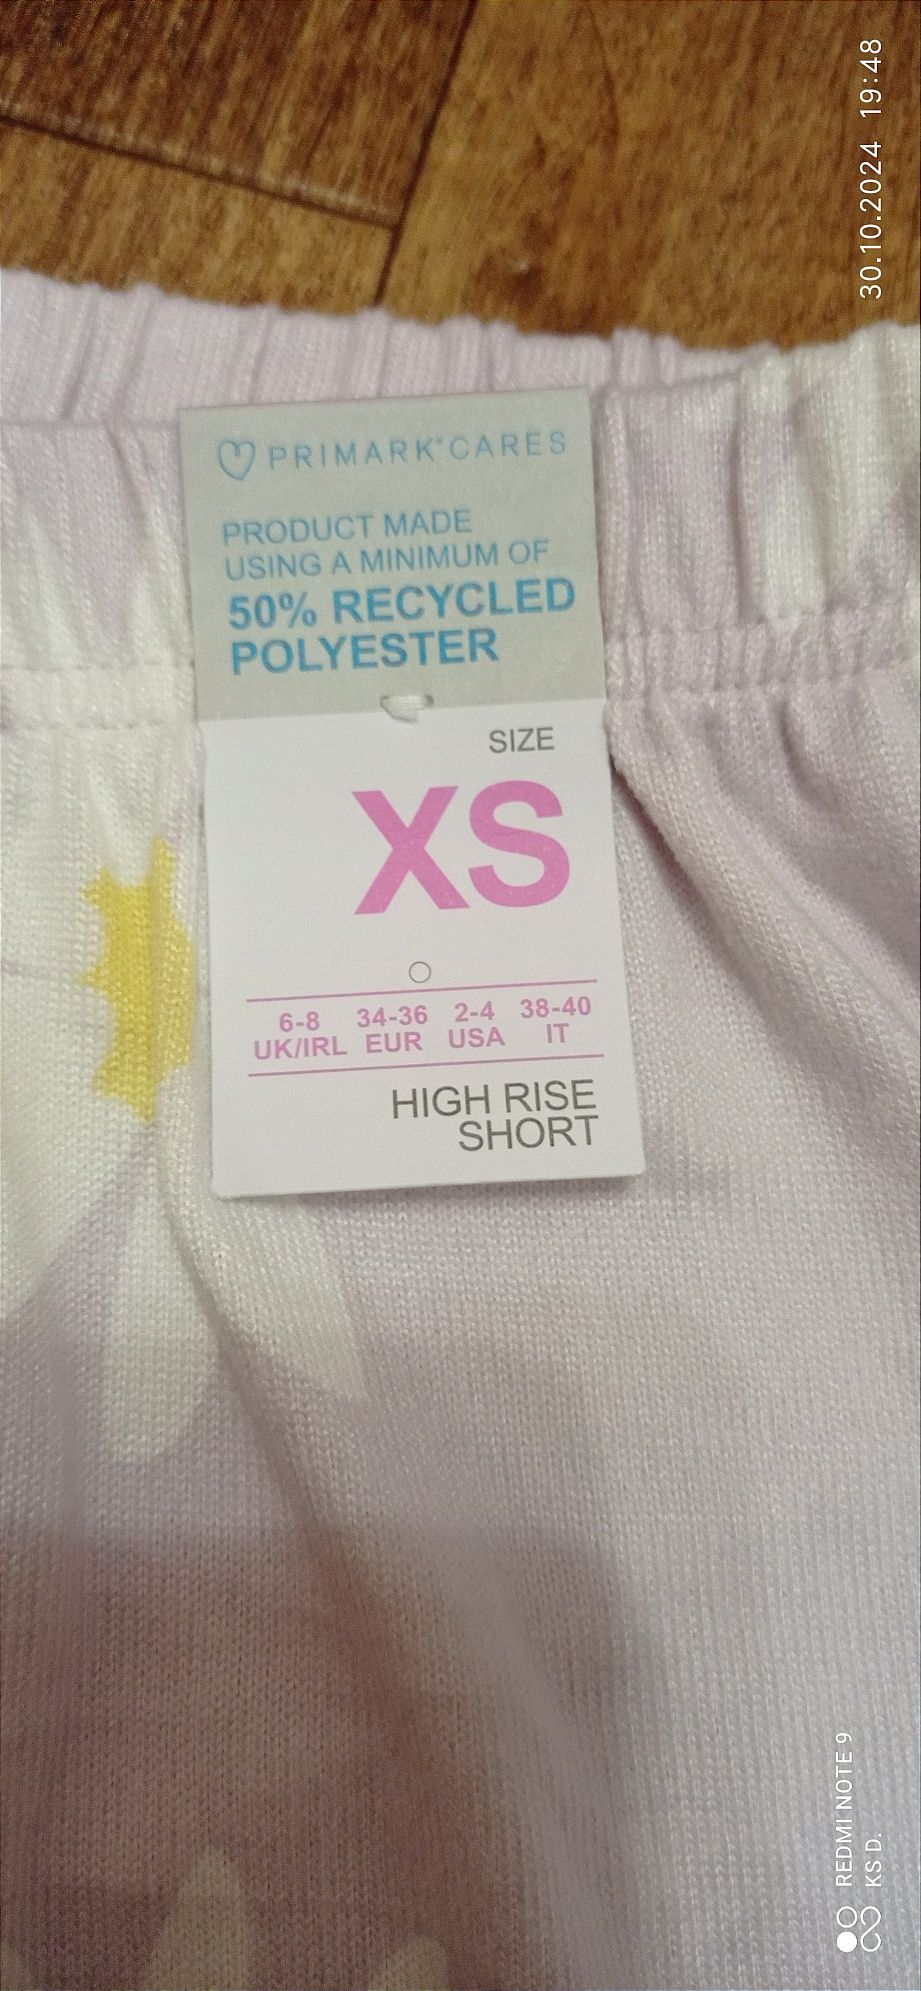 PRIMARK®CARES
PRODUCT MADE
USING A MINIMUM OF
50% RECYCLED
POLYESTER
SIZE
XS
6-8 34-36 2-4 38-40
UK/IRL EUR USA IT
HIGH RISE
SHORT
30.10.2024 19:48
REDMI NOTE 9
KS D.